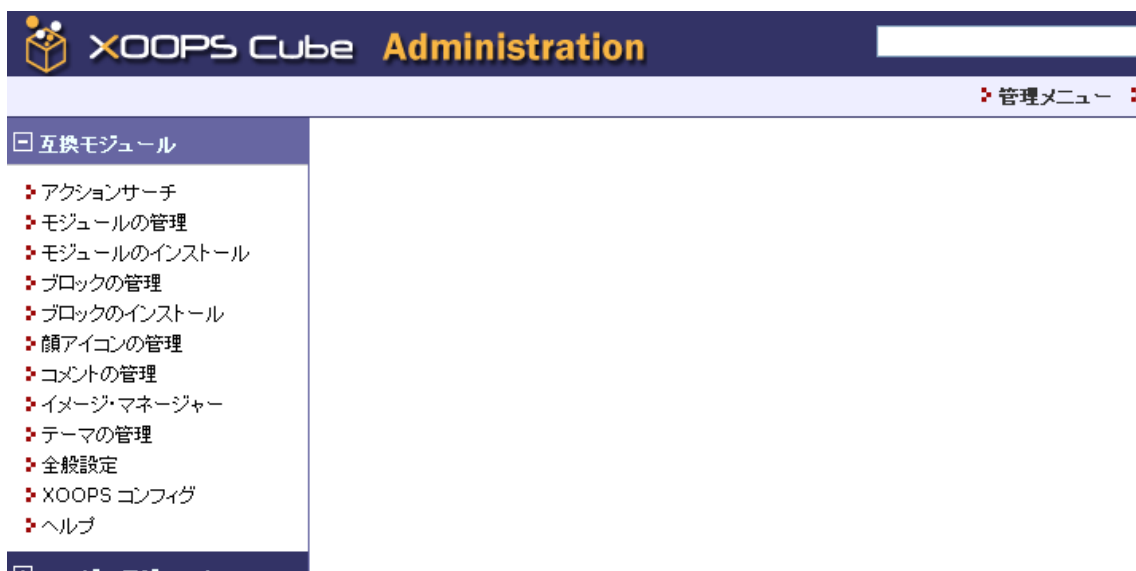 XOOPS Cube Administration
管理メニュー
互換モジュール
アクションサーチ
モジュールの管理
モジュールのインストール
ブロックの管理
ブロックのインストール
顔アイコンの管理
コメントの管理
イメージ・マネージャー
テーマの管理
全般設定
XOOPS コンフィグ
ヘルプ